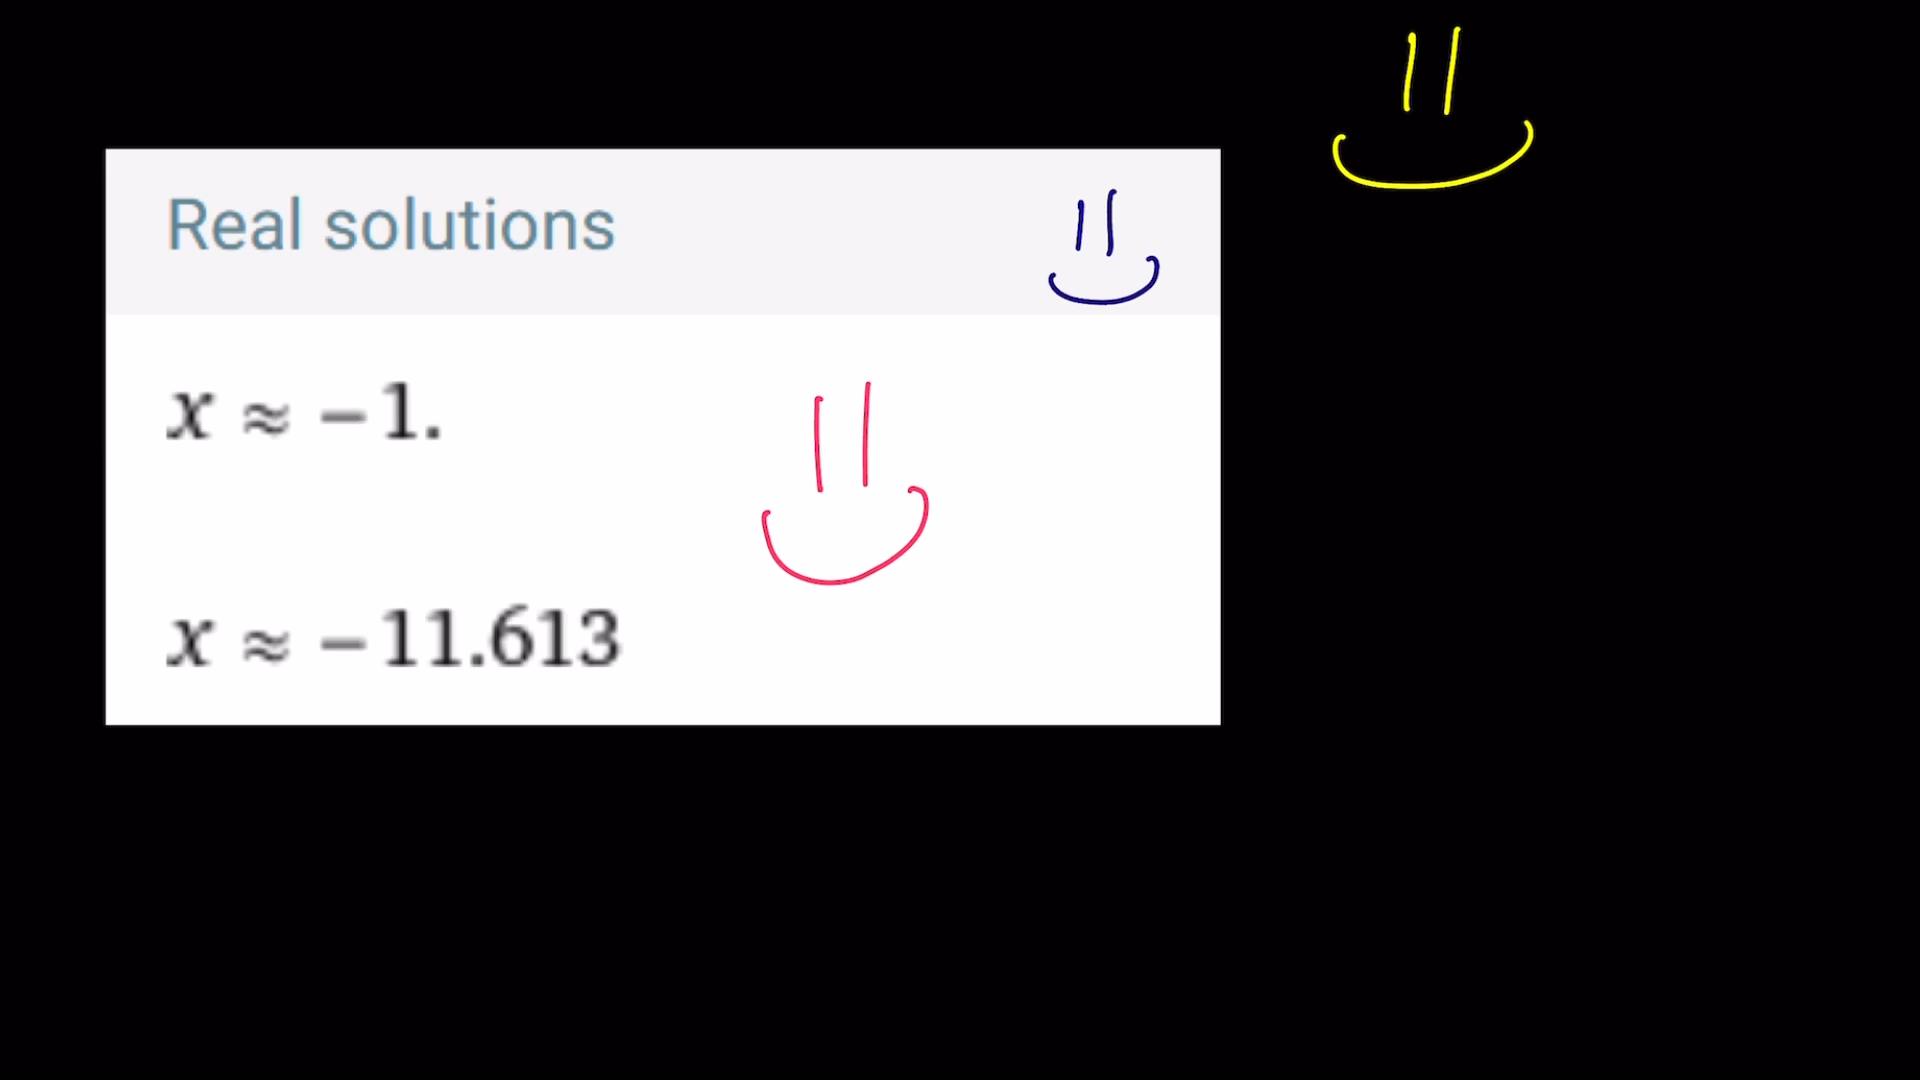 Real solutions
x ≈ −1.
x ≈ −11.613